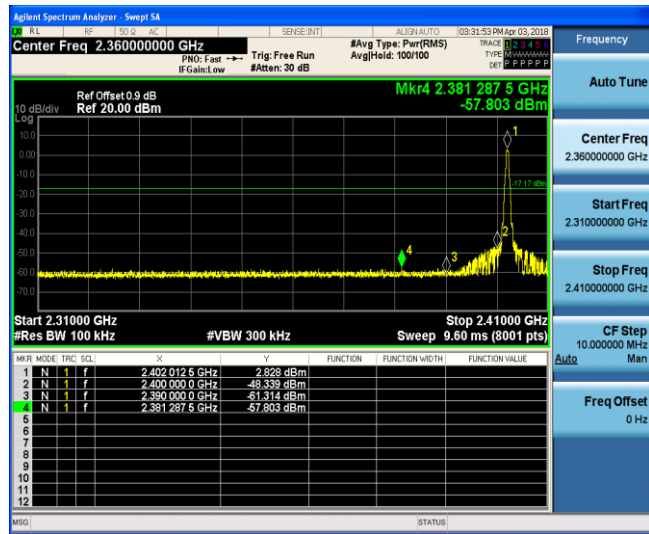 Agilent Spectrum Analyzer - Swept SA
RL RF 50 Ω AC SENSE:INT ALIGN AUTO 03:31:53 PM Apr 03, 2018
Center Freq 2.360000000 GHz #Avg Type: Pwr(RMS) TRACE 1 2 3 4 5 6
PNO: Fast Trig: Free Run Avg|Hold: 100/100 TYPE M
IFGain:Low #Atten: 30 dB DET P P P P P P
Mkr4 2.381 287 5 GHz
Ref Offset 0.9 dB
-57.803 dBm
10 dB/div Ref 20.00 dBm
Log
1
10.0
0.00
-10.0
-17.17 dBm
-20.0
-30.0
-40.0
2
-50.0
4
3
-60.0
-70.0
Start 2.31000 GHz Stop 2.41000 GHz
#Res BW 100 kHz #VBW 300 kHz Sweep 9.60 ms (8001 pts)
MKR MODE TRC SCL X Y FUNCTION FUNCTION WIDTH FUNCTION VALUE
1 N 1 f 2.402 012 5 GHz 2.828 dBm
2 N 1 f 2.400 000 0 GHz -48.339 dBm
3 N 1 f 2.390 000 0 GHz -61.314 dBm
4 N 1 f 2.381 287 5 GHz -57.803 dBm
5
6
7
8
9
10
11
12
MSG STATUS
Frequency
Auto Tune
Center Freq
2.360000000 GHz
Start Freq
2.310000000 GHz
Stop Freq
2.410000000 GHz
CF Step
10.000000 MHz
Auto Man
Freq Offset
0 Hz